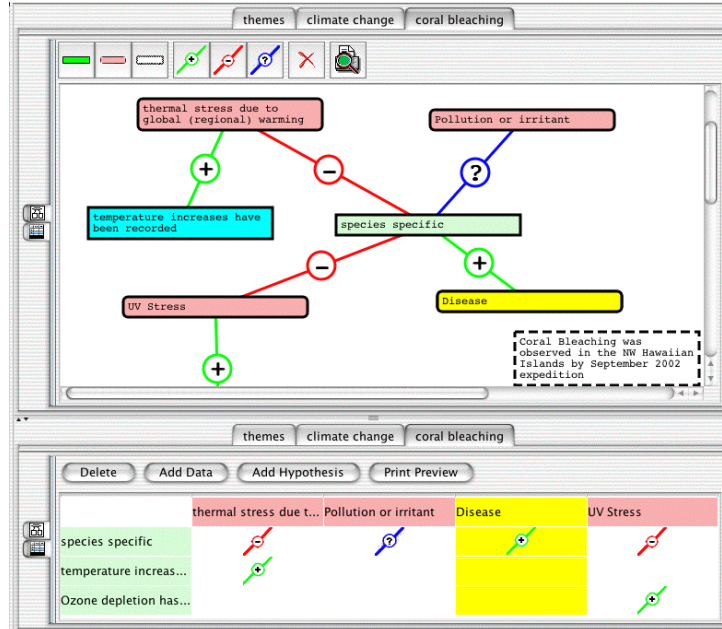 themes climate change coral bleaching
thermal stress due to
global (regional) warming
Pollution or irritant
+
−
?
temperature increases have
been recorded
species specific
−
+
UV Stress
Disease
+
Coral Bleaching was
observed in the NW Hawaiian
Islands by September 2002
expedition
themes climate change coral bleaching
Delete Add Data Add Hypothesis Print Preview
thermal stress due t... Pollution or irritant Disease UV Stress
species specific − ? + −
temperature increas... +
Ozone depletion has... +